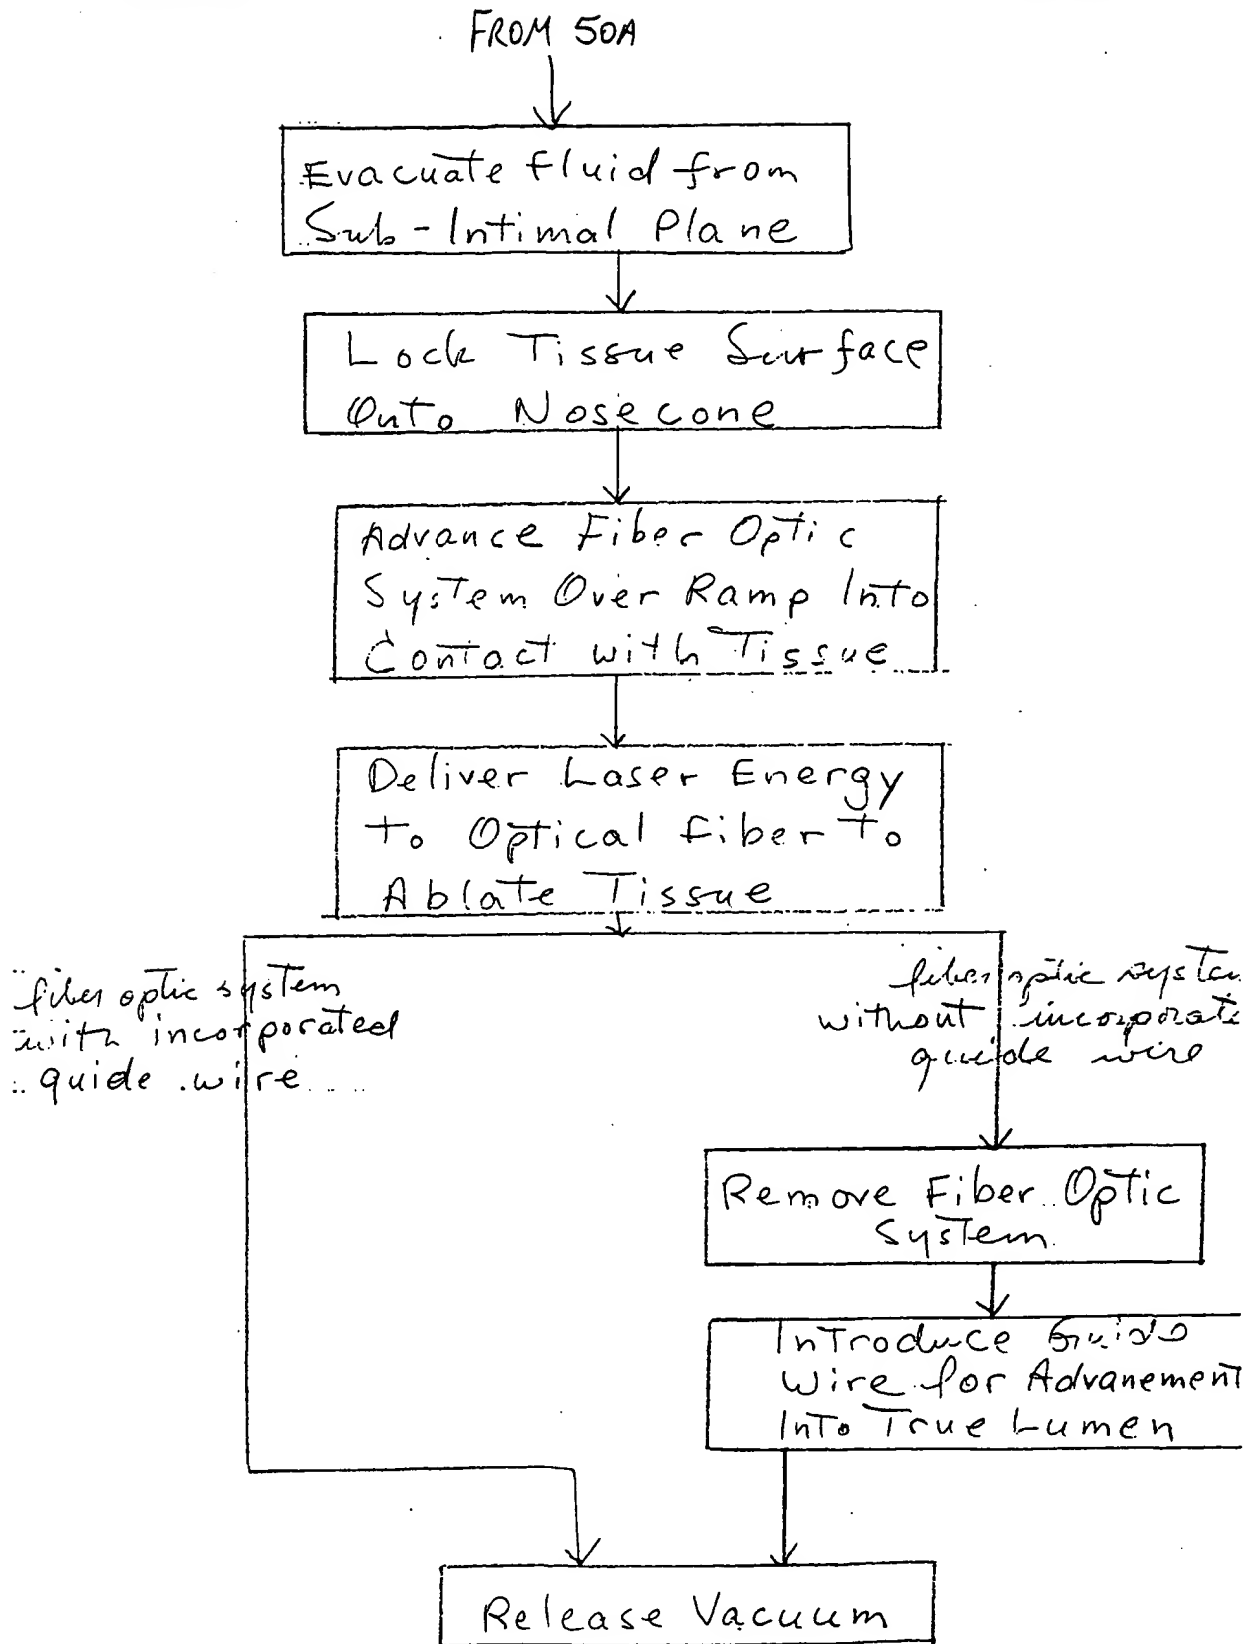 FROM 50A
Evacuate fluid from
Sub-Intimal Plane
Lock Tissue Surface
Onto Nosecone
Advance Fiber Optic
System Over Ramp Into
Contact with Tissue
Deliver Laser Energy
To Optical fiber To
Ablate Tissue
fiber optic system
with incorporated
guide wire
fiber optic system
without incorporate
guide wire
Remove Fiber Optic
System
Introduce Guide
Wire for Advanement
Into True Lumen
Release Vacuum